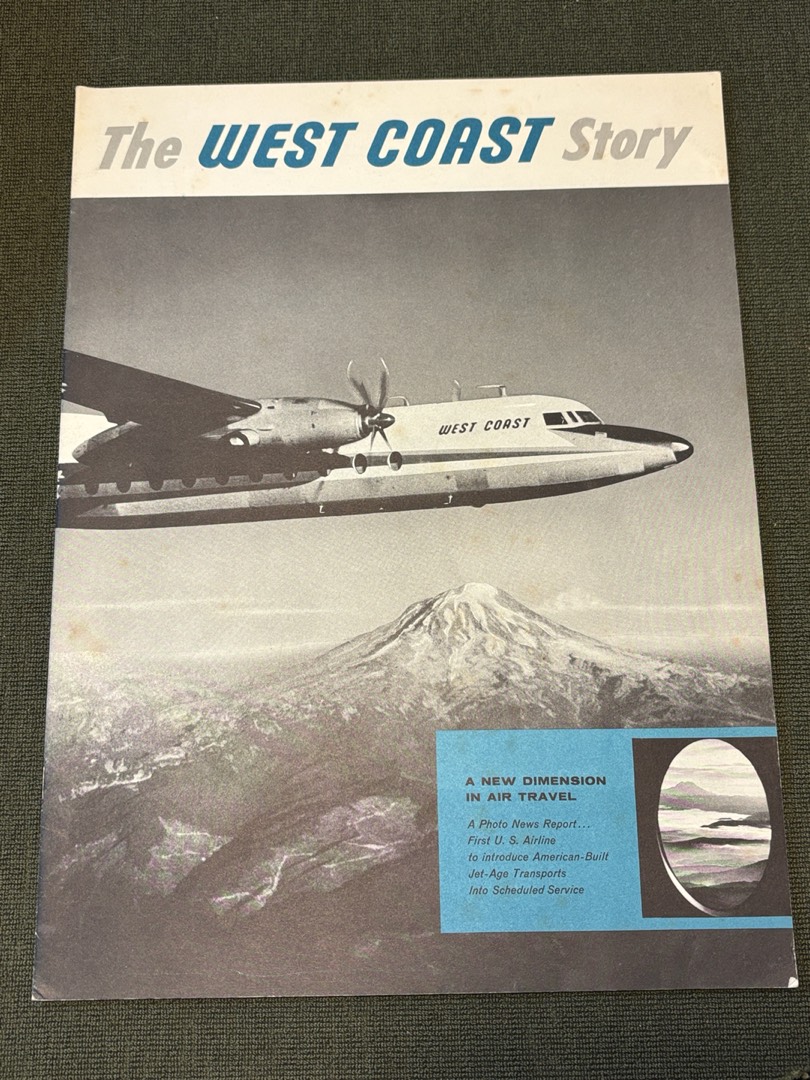 The WEST COAST Story
WEST COAST
A NEW DIMENSION
IN AIR TRAVEL
A Photo News Report...
First U. S. Airline
to introduce American-Built
Jet-Age Transports
Into Scheduled Service